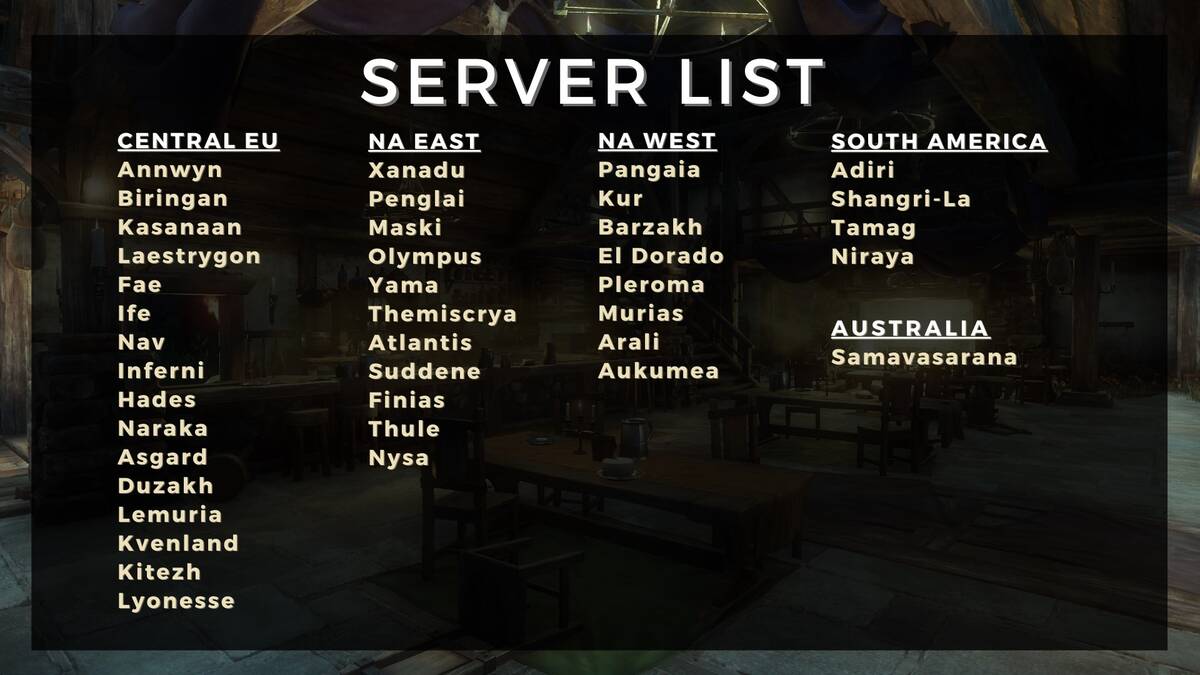 SERVER LIST
CENTRAL EU
Annwyn
Biringan
Kasanaan
Laestrygon
Fae
Ife
Nav
Inferni
Hades
Naraka
Asgard
Duzakh
Lemuria
Kvenland
Kitezh
Lyonesse
NA EAST
Xanadu
Penglai
Maski
Olympus
Yama
Themiscrya
Atlantis
Suddene
Finias
Thule
Nysa
NA WEST
Pangaia
Kur
Barzakh
El Dorado
Pleroma
Murias
Arali
Aukumea
SOUTH AMERICA
Adiri
Shangri-La
Tamag
Niraya
AUSTRALIA
Samavasarana